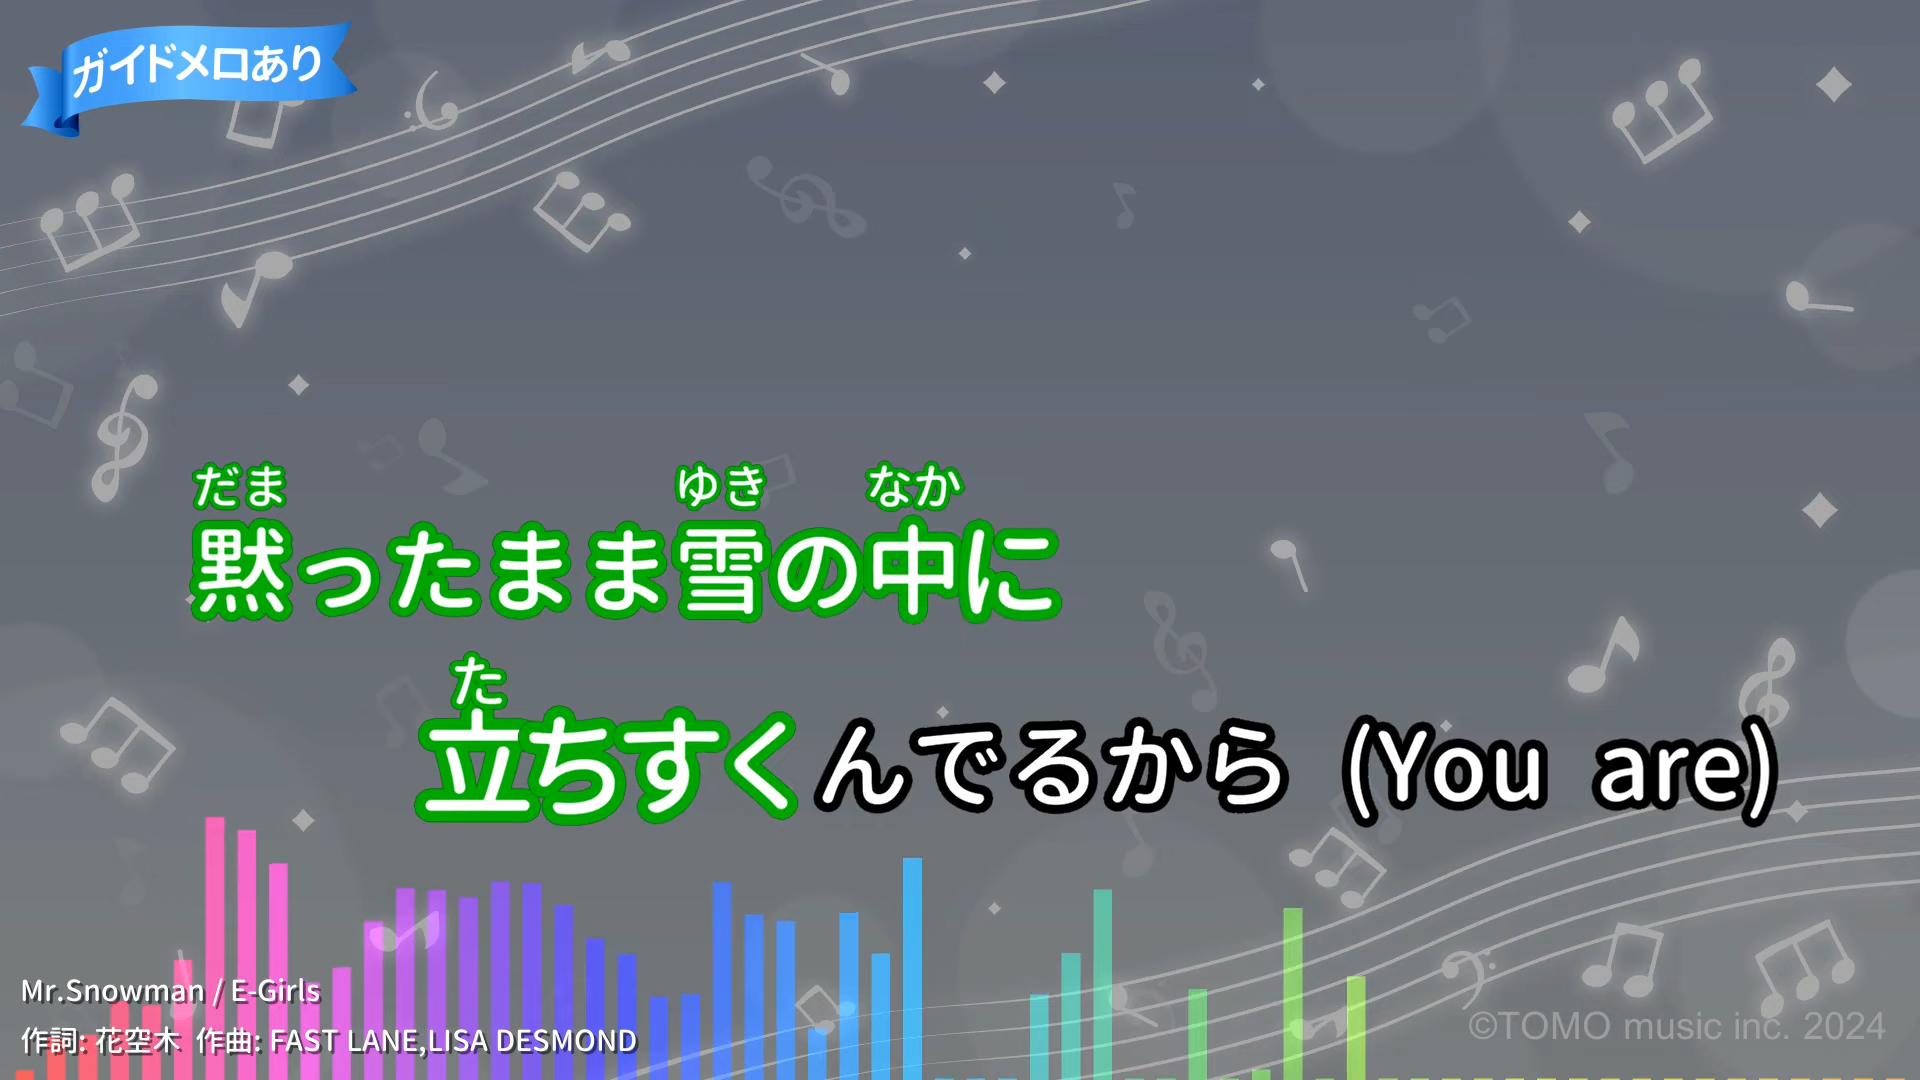 ガイドメロあり
だま ゆき なか
黙ったまま雪の中に
た
立ちすくんでるから (You are)
Mr.Snowman / E-Girls
作詞: 花空木 作曲: FAST LANE,LISA DESMOND
©TOMO music inc. 2024